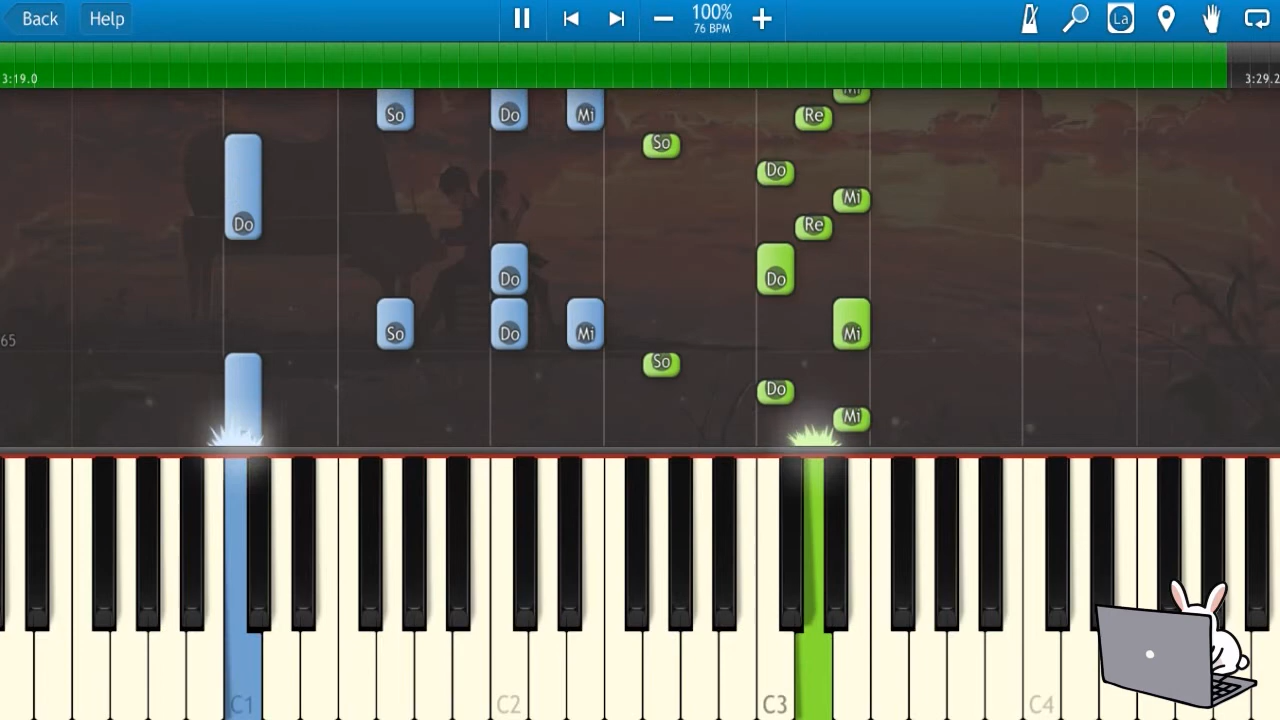 Back Help 100% La
76 BPM
3:19.0 3:29.2
Mi
So Do Mi Re
So
Do
Mi
Do Re
Do Do
So Do Mi Mi
65
So
Do
Mi
C1 C2 C3 C4